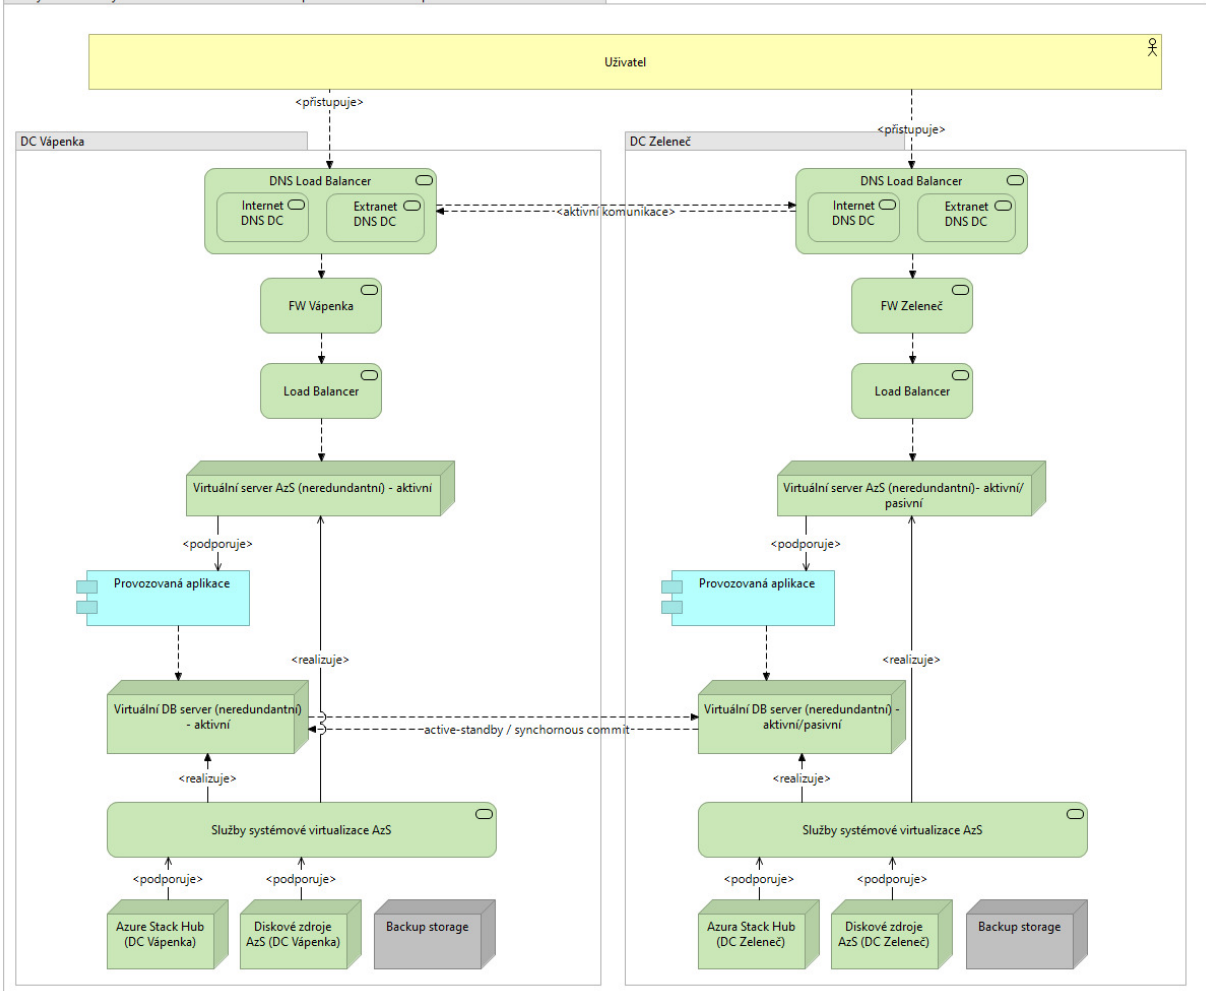 Uživatel
<přistupuje>
<přistupuje>
DC Vápenka
DC Zeleneč
DNS Load Balancer
Internet
DNS DC
Extranet
DNS DC
<aktivní komunikace>
DNS Load Balancer
Internet
DNS DC
Extranet
DNS DC
FW Vápenka
FW Zeleneč
Load Balancer
Load Balancer
Virtuální server AzS (neredundantní) - aktivní
Virtuální server AzS (neredundantní)- aktivní/
pasivní
<podporuje>
<podporuje>
Provozovaná aplikace
Provozovaná aplikace
<realizuje>
<realizuje>
Virtuální DB server (neredundantní)
- aktivní
active-standby / synchornous commit
Virtuální DB server (neredundantní) -
aktivní/pasivní
<realizuje>
<realizuje>
Služby systémové virtualizace AzS
Služby systémové virtualizace AzS
<podporuje>
<podporuje>
<podporuje>
<podporuje>
Azure Stack Hub
(DC Vápenka)
Diskové zdroje
AzS (DC Vápenka)
Backup storage
Azura Stack Hub
(DC Zeleneč)
Diskové zdroje
AzS (DC Zeleneč)
Backup storage